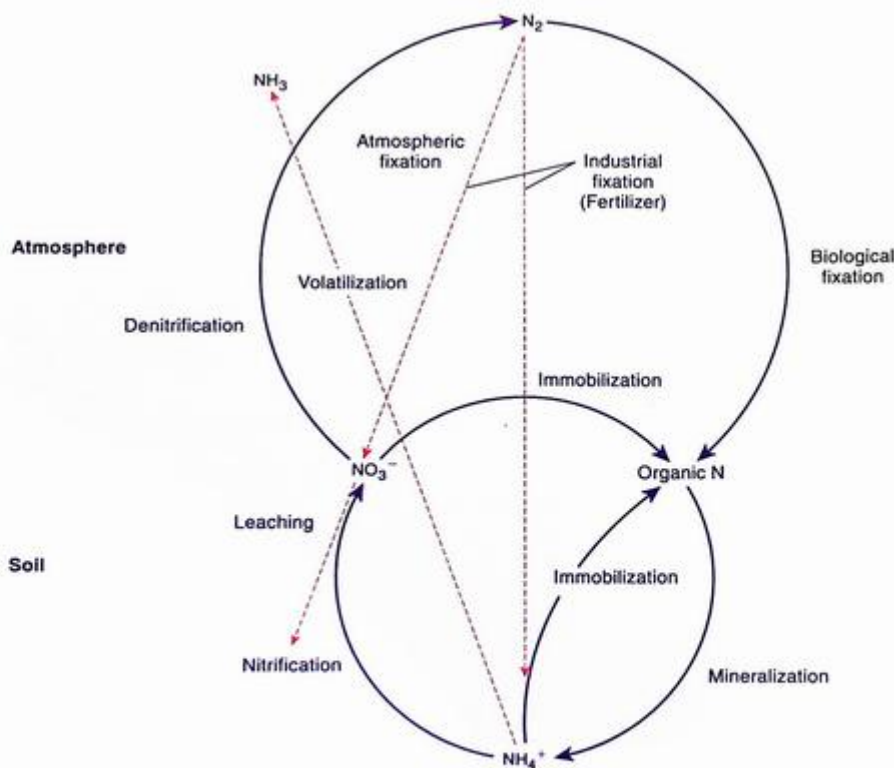 N₂
NH₃
Atmospheric
fixation
Industrial
fixation
(Fertilizer)
Atmosphere
Biological
fixation
Volatilization
Denitrification
Immobilization
NO₃⁻
Organic N
Leaching
Soil
Immobilization
Nitrification
Mineralization
NH₄⁺